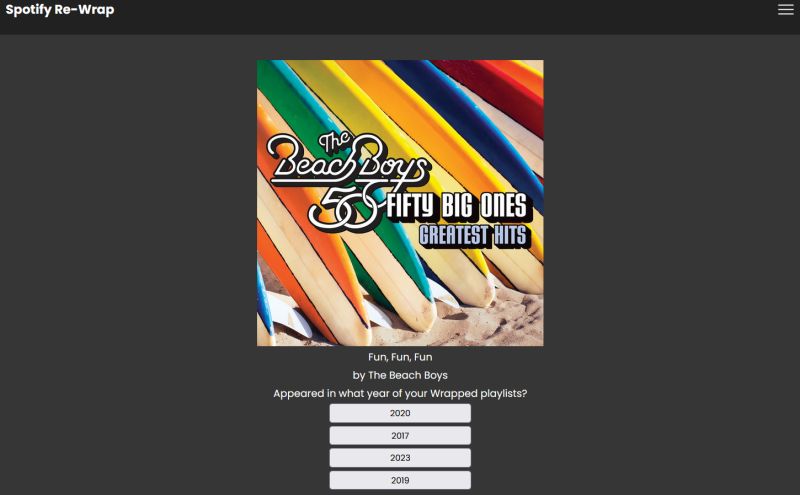 Spotify Re-Wrap
The
Beach Boys
50 FIFTY BIG ONES
GREATEST HITS
Fun, Fun, Fun
by The Beach Boys
Appeared in what year of your Wrapped playlists?
2020
2017
2023
2019